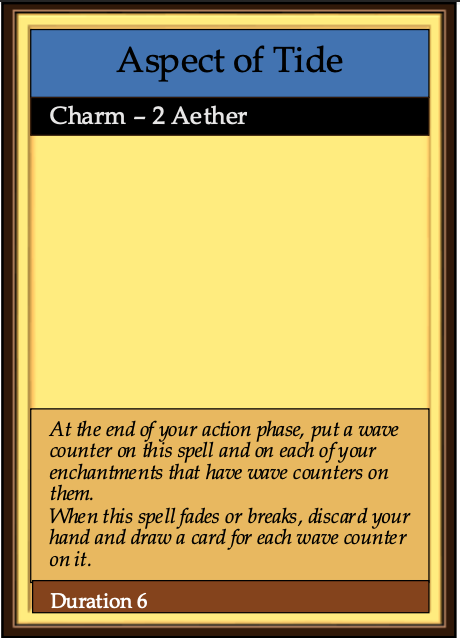 Aspect of Tide
Charm – 2 Aether
At the end of your action phase, put a wave
counter on this spell and on each of your
enchantments that have wave counters on
them.
When this spell fades or breaks, discard your
hand and draw a card for each wave counter
on it.
Duration 6